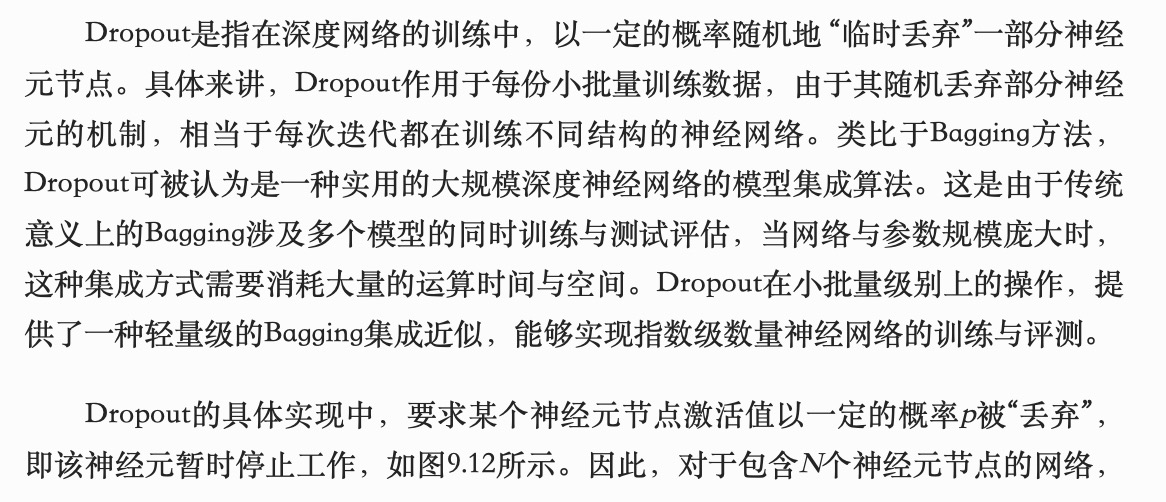 Dropout是指在深度网络的训练中，以一定的概率随机地 “临时丢弃”一部分神经
元节点。具体来讲，Dropout作用于每份小批量训练数据，由于其随机丢弃部分神经
元的机制，相当于每次迭代都在训练不同结构的神经网络。类比于Bagging方法，
Dropout可被认为是一种实用的大规模深度神经网络的模型集成算法。这是由于传统
意义上的Bagging涉及多个模型的同时训练与测试评估，当网络与参数规模庞大时，
这种集成方式需要消耗大量的运算时间与空间。Dropout在小批量级别上的操作，提
供了一种轻量级的Bagging集成近似，能够实现指数级数量神经网络的训练与评测。
Dropout的具体实现中，要求某个神经元节点激活值以一定的概率p被“丢弃”，
即该神经元暂时停止工作，如图9.12所示。因此，对于包含N个神经元节点的网络，